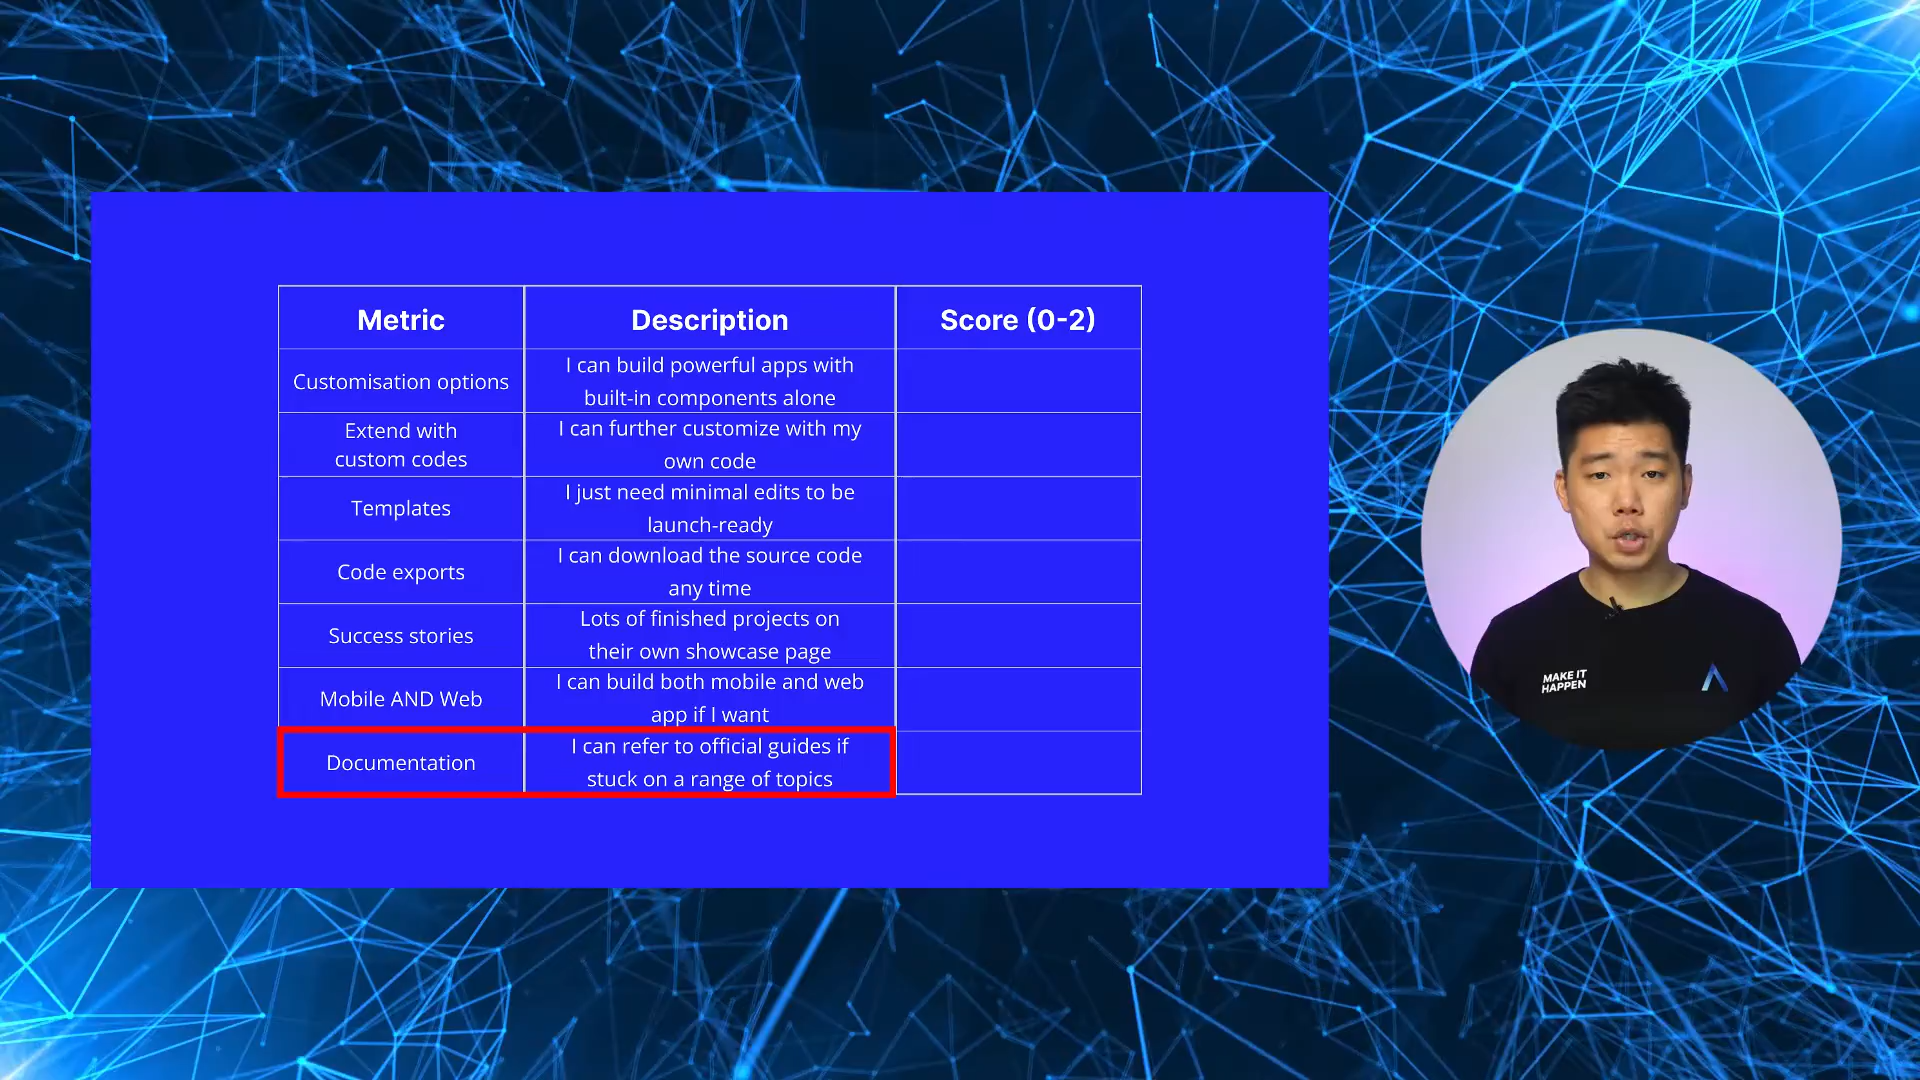 Metric
Description
Score (0-2)
Customisation options
I can build powerful apps with
built-in components alone
Extend with
custom codes
I can further customize with my
own code
Templates
I just need minimal edits to be
launch-ready
Code exports
I can download the source code
any time
Success stories
Lots of finished projects on
their own showcase page
Mobile AND Web
I can build both mobile and web
app if I want
Documentation
I can refer to official guides if
stuck on a range of topics
MAKE IT
HAPPEN